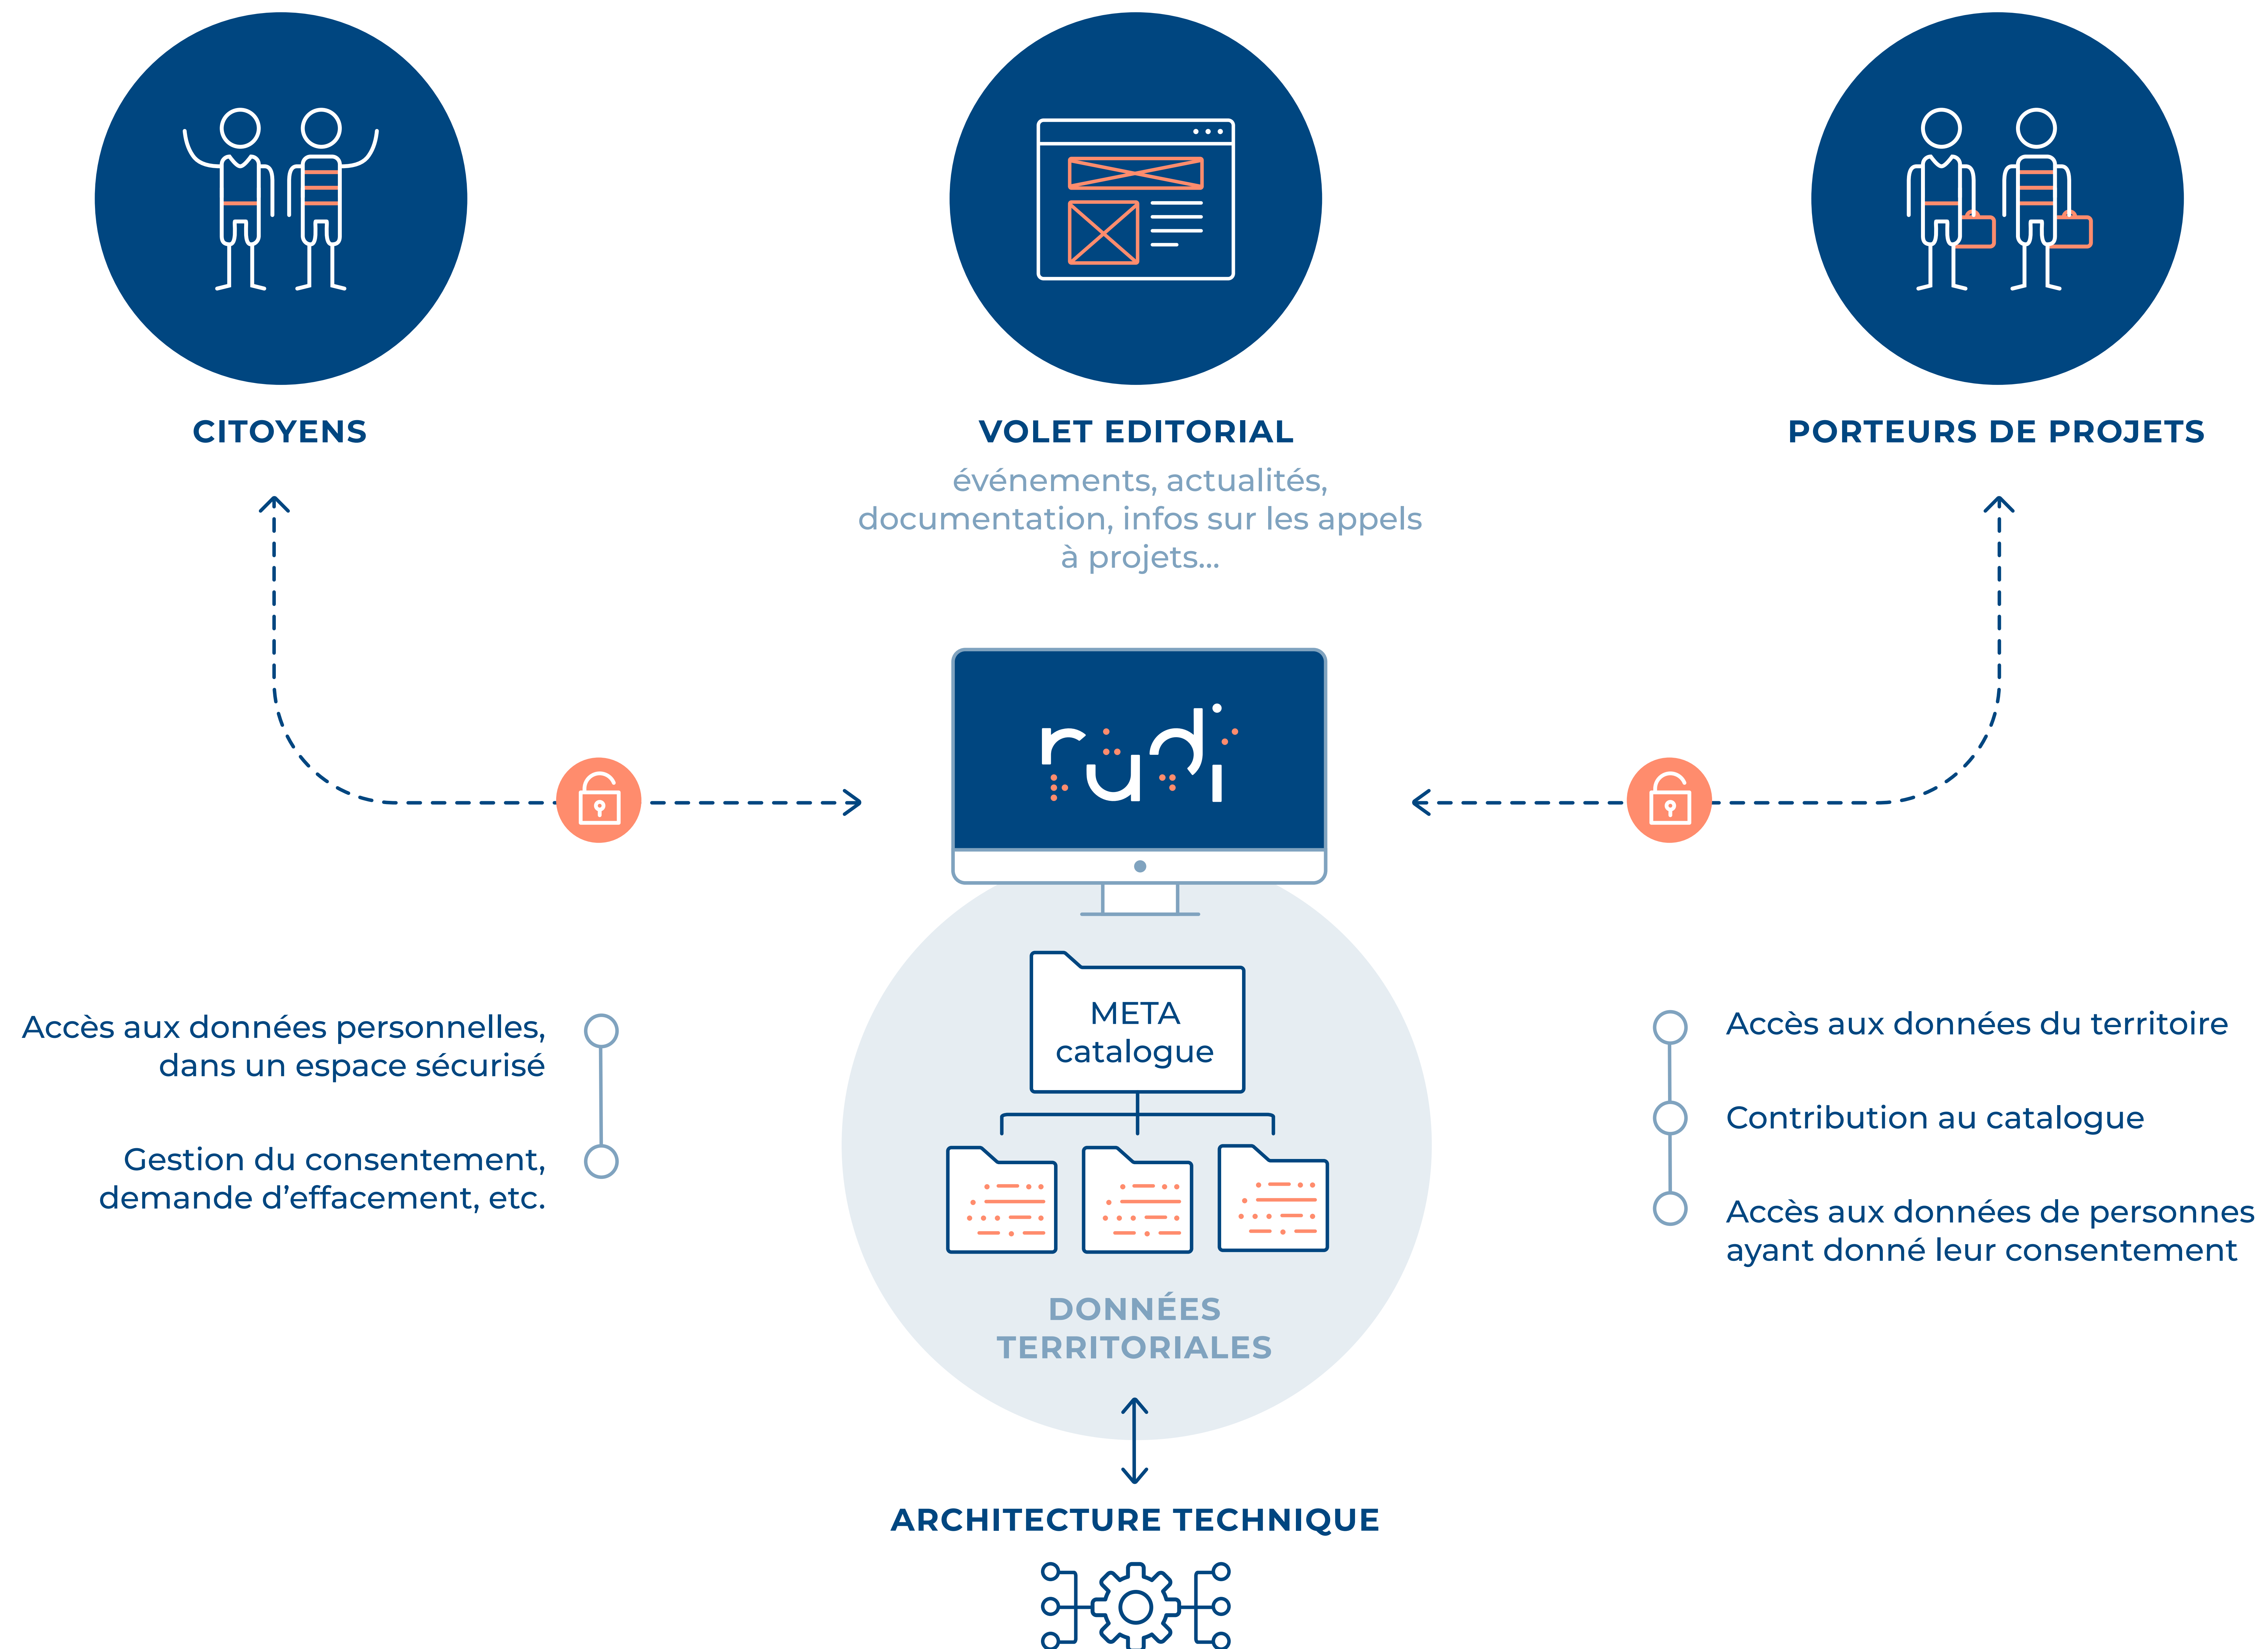 CITOYENS
VOLET EDITORIAL
événements, actualités,
documentation, infos sur les appels
à projets...
PORTEURS DE PROJETS
rudi
Accès aux données personnelles,
dans un espace sécurisé
Gestion du consentement,
demande d’effacement, etc.
META
catalogue
DONNÉES
TERRITORIALES
Accès aux données du territoire
Contribution au catalogue
Accès aux données de personnes
ayant donné leur consentement
ARCHITECTURE TECHNIQUE